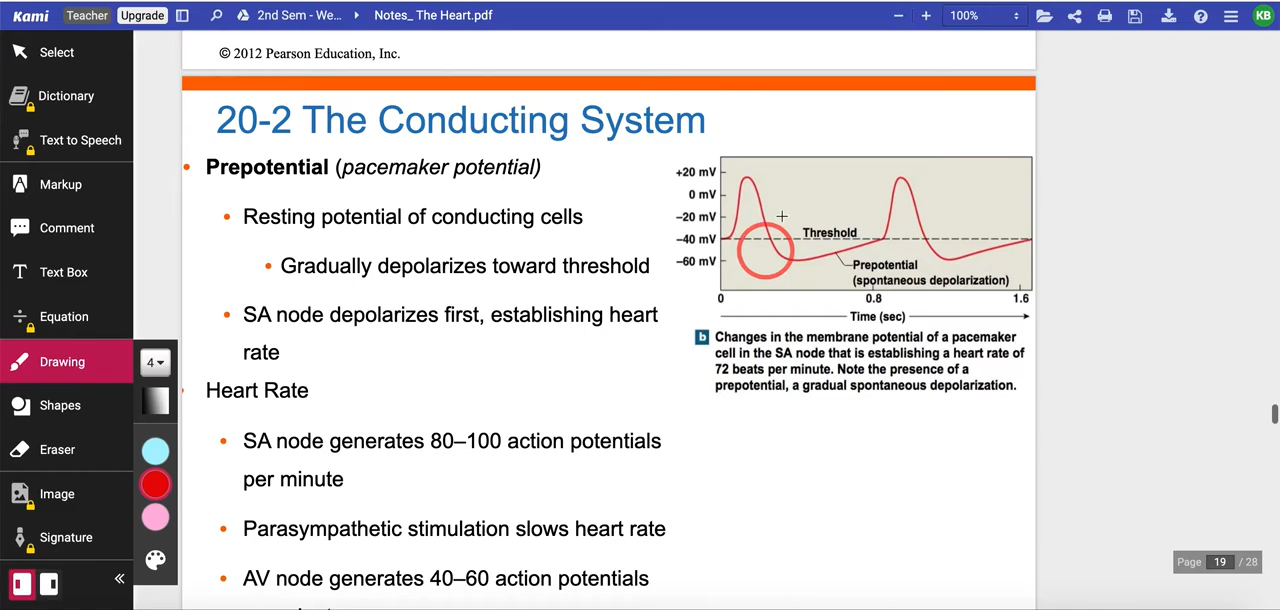 Kami Teacher Upgrade 2nd Sem - We... Notes_ The Heart.pdf 100% KB
Select
Dictionary
Text to Speech
Markup
Comment
Text Box
Equation
Drawing
4
Shapes
Eraser
Image
Signature
© 2012 Pearson Education, Inc.
20-2 The Conducting System
• Prepotential (pacemaker potential)
• Resting potential of conducting cells
• Gradually depolarizes toward threshold
• SA node depolarizes first, establishing heart
rate
• Heart Rate
• SA node generates 80–100 action potentials
per minute
• Parasympathetic stimulation slows heart rate
• AV node generates 40–60 action potentials
+20 mV
0 mV
–20 mV
–40 mV
–60 mV
Threshold
Prepotential
(spontaneous depolarization)
0 0.8 1.6
Time (sec)
b Changes in the membrane potential of a pacemaker
cell in the SA node that is establishing a heart rate of
72 beats per minute. Note the presence of a
prepotential, a gradual spontaneous depolarization.
Page 19 / 28